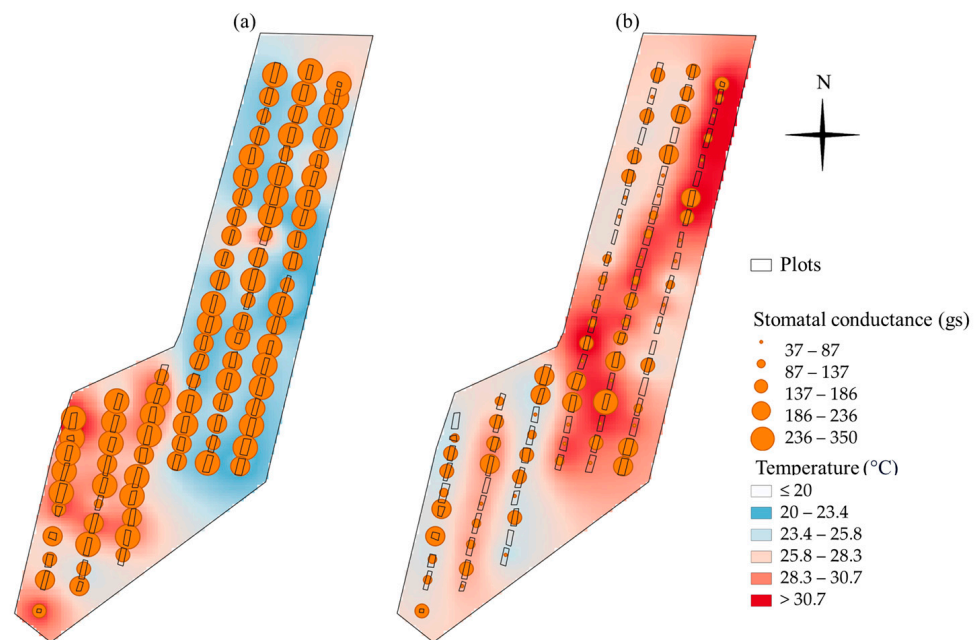 (a)
(b)
N
Plots
Stomatal conductance (gs)
37 – 87
87 – 137
137 – 186
186 – 236
236 – 350
Temperature (°C)
≤ 20
20 – 23.4
23.4 – 25.8
25.8 – 28.3
28.3 – 30.7
> 30.7